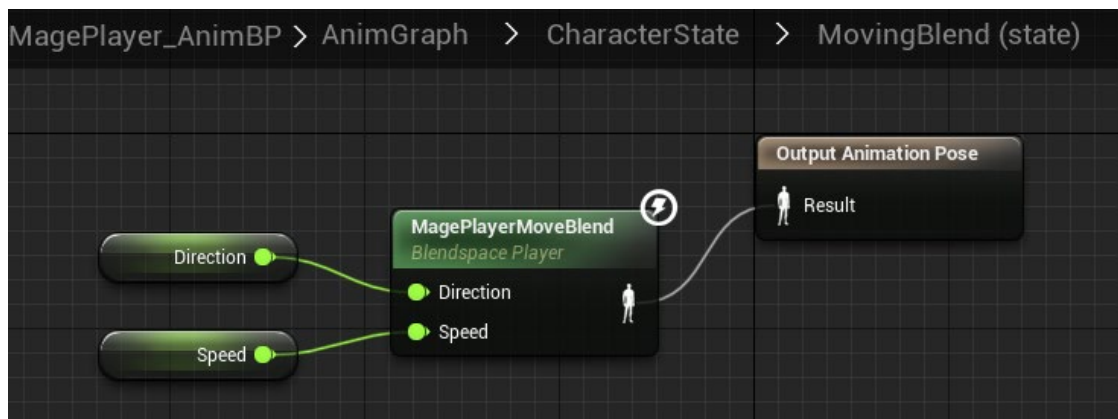 MagePlayer_AnimBP > AnimGraph > CharacterState > MovingBlend (state)
Output Animation Pose
Result
MagePlayerMoveBlend
Blendspace Player
Direction
Direction
Speed
Speed